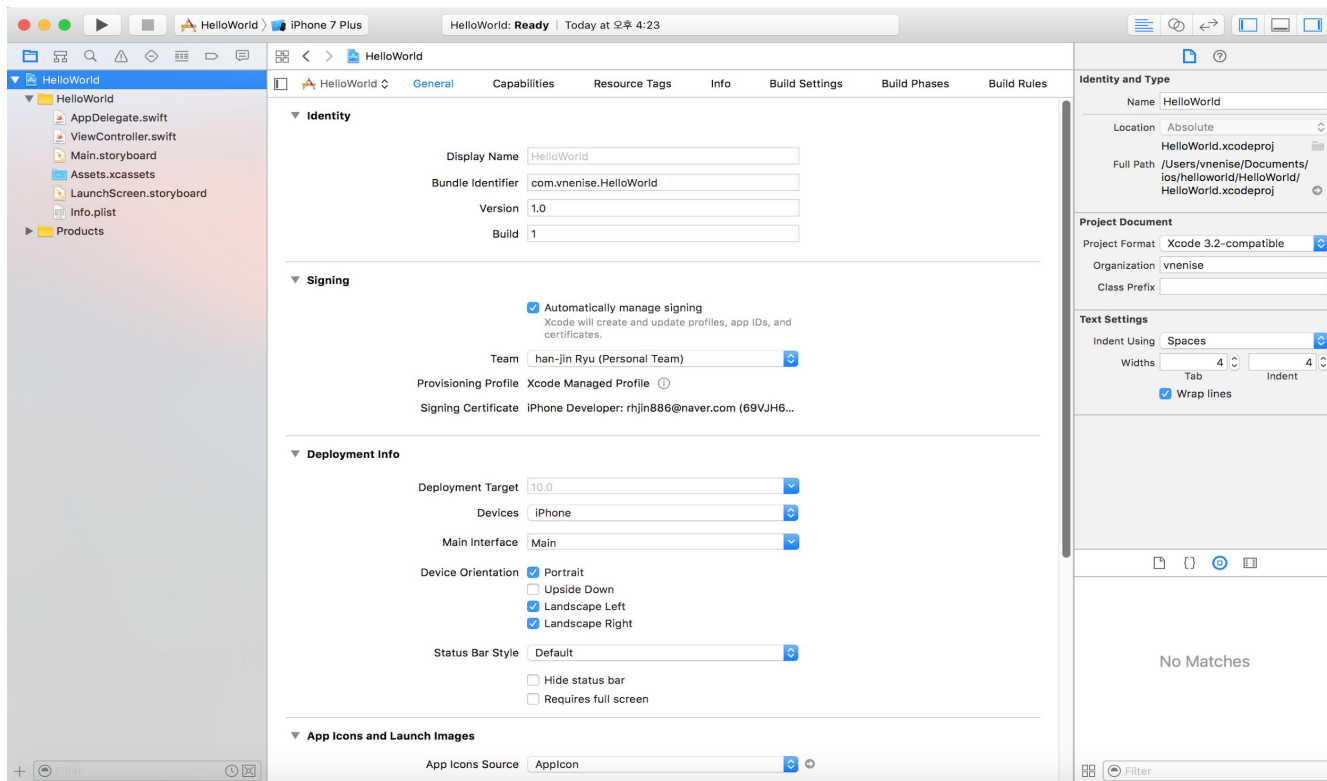 HelloWorld iPhone 7 Plus
HelloWorld: Ready | Today at 오후 4:23
HelloWorld
HelloWorld
AppDelegate.swift
ViewController.swift
Main.storyboard
Assets.xcassets
LaunchScreen.storyboard
Info.plist
Products
Filter
HelloWorld
HelloWorld General Capabilities Resource Tags Info Build Settings Build Phases Build Rules
Identity
Display Name HelloWorld
Bundle Identifier com.vnenise.HelloWorld
Version 1.0
Build 1
Signing
Automatically manage signing
Xcode will create and update profiles, app IDs, and
certificates.
Team han-jin Ryu (Personal Team)
Provisioning Profile Xcode Managed Profile
Signing Certificate iPhone Developer: rhjin886@naver.com (69VJH6...
Deployment Info
Deployment Target 10.0
Devices iPhone
Main Interface Main
Device Orientation Portrait
Upside Down
Landscape Left
Landscape Right
Status Bar Style Default
Hide status bar
Requires full screen
App Icons and Launch Images
App Icons Source AppIcon
Identity and Type
Name HelloWorld
Location Absolute
HelloWorld.xcodeproj
Full Path /Users/vnenise/Documents/
ios/helloworld/HelloWorld/
HelloWorld.xcodeproj
Project Document
Project Format Xcode 3.2-compatible
Organization vnenise
Class Prefix
Text Settings
Indent Using Spaces
Widths 4 4
Tab Indent
Wrap lines
No Matches
Filter